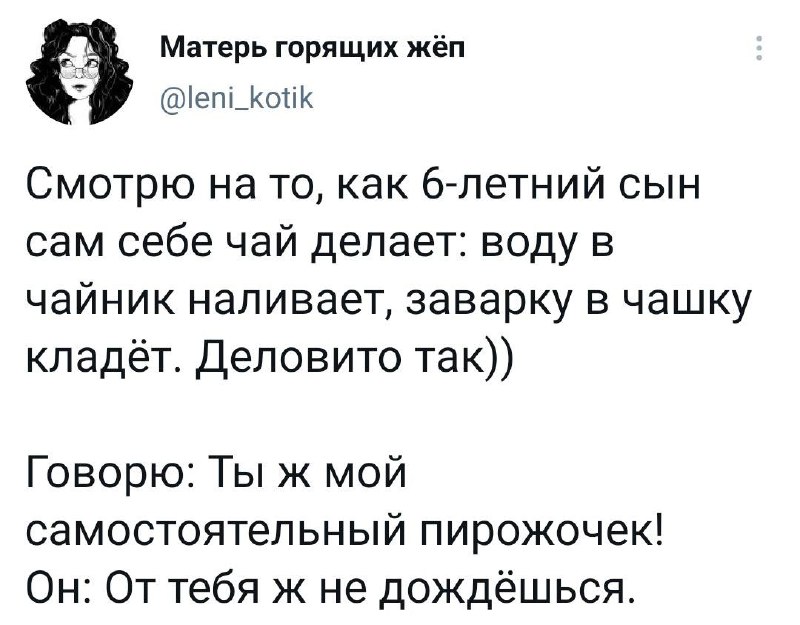 Матерь горящих жёп
@leni_kotik
Смотрю на то, как 6-летний сын
сам себе чай делает: воду в
чайник наливает, заварку в чашку
кладёт. Деловито так))
Говорю: Ты ж мой
самостоятельный пирожочек!
Он: От тебя ж не дождёшься.